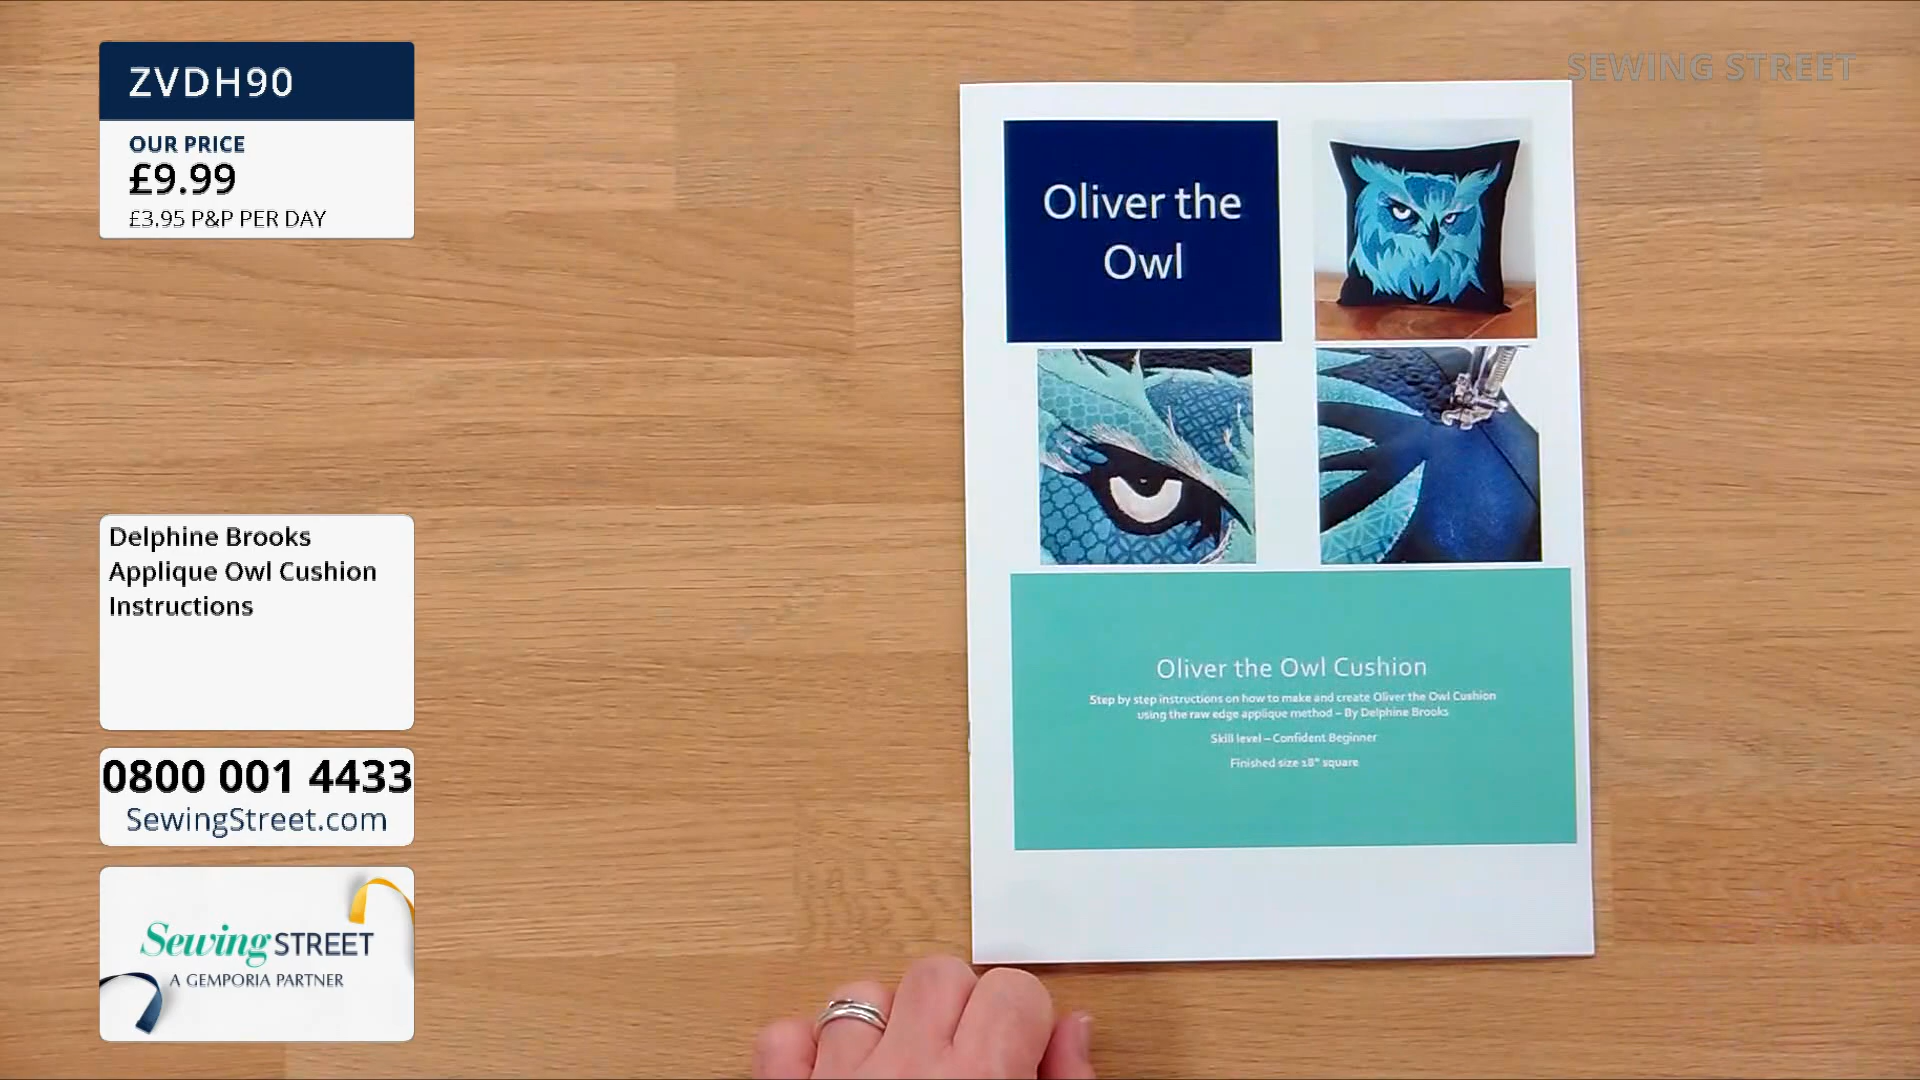 ZVDH90
OUR PRICE
£9.99
£3.95 P&P PER DAY
Delphine Brooks
Applique Owl Cushion
Instructions
0800 001 4433
SewingStreet.com
Sewing STREET
A GEMPORIA PARTNER
SEWING STREET
Oliver the
Owl
Oliver the Owl Cushion
Step by step instructions on how to make and create Oliver the Owl Cushion
using the raw edge applique method – By Delphine Brooks
Skill level – Confident Beginner
Finished size 18" square